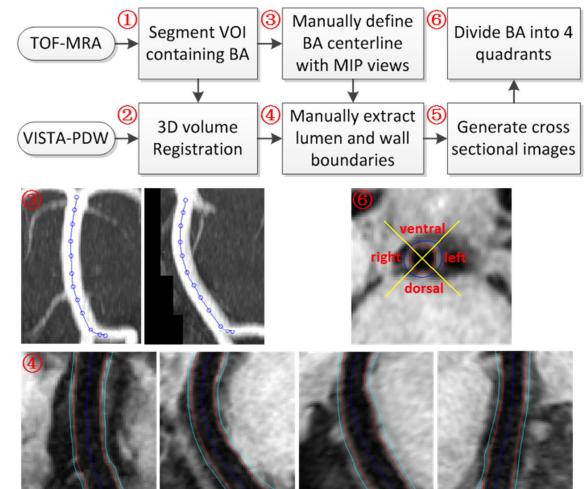 ① ③ ⑥
TOF-MRA
Segment VOI
containing BA
Manually define
BA centerline
with MIP views
Divide BA into 4
quadrants
② ④ ⑤
VISTA-PDW
3D volume
Registration
Manually extract
lumen and wall
boundaries
Generate cross
sectional images
③
⑥
ventral
right left
dorsal
④